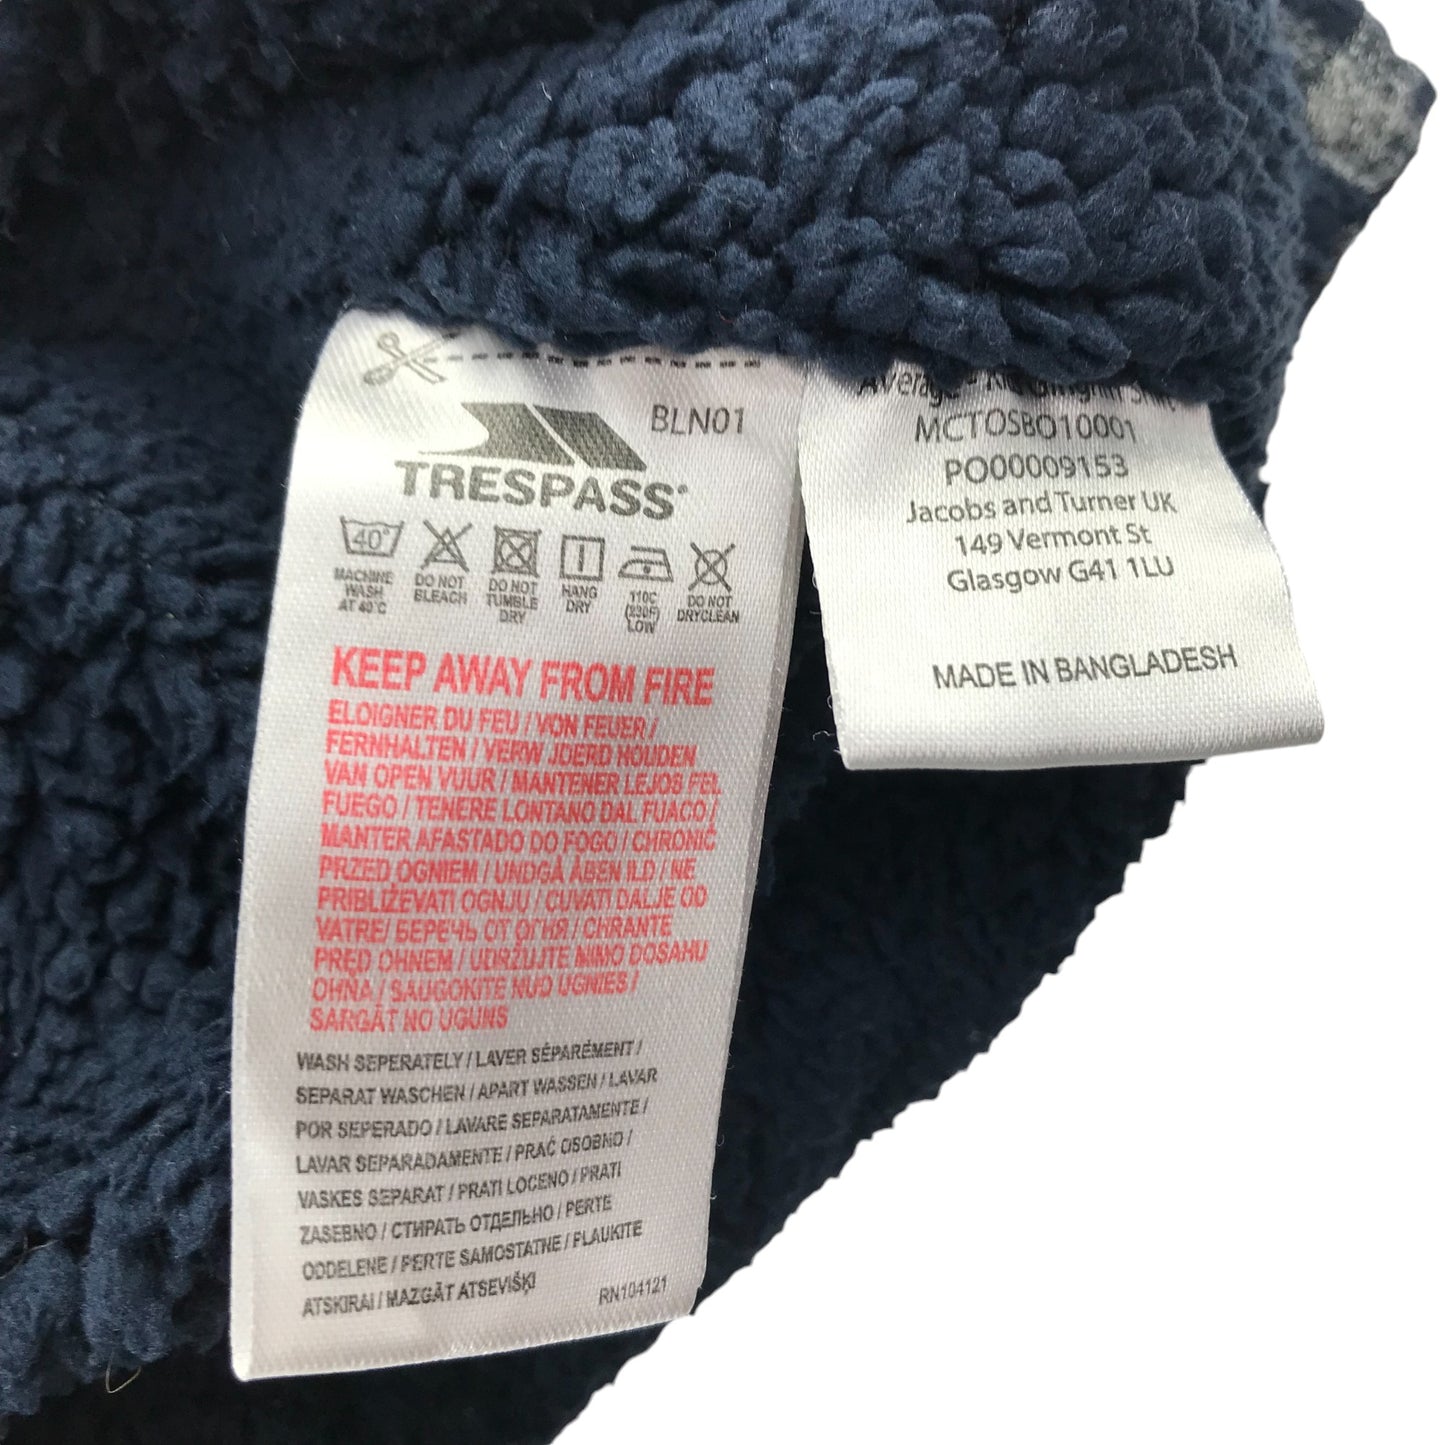 BLN01
TRESPASS®
40°
MACHINE
WASH
AT 40°C
DO NOT
BLEACH
DO NOT
TUMBLE
DRY
HANG
DRY
110C
(230F)
LOW
DO NOT
DRYCLEAN
KEEP AWAY FROM FIRE
ELOIGNER DU FEU / VON FEUER /
FERNHALTEN / VERW JDERD HOUDEN
VAN OPEN VUUR / MANTENER LEJOS FEL
FUEGO / TENERE LONTANO DAL FUACO /
MANTER AFASTADO DO FOGO / CHRONIĆ
PRZED OGNIEM / UNDGÅ ÅBEN ILD / NE
PRIBLIŽEVATI OGNJU / CUVATI DALJE OD
VATRE/ БЕРЕЧЬ ОТ ОГНЯ / CHRANTE
PRĘD OHNEM / UDRŽUJTE MIMO DOSAHU
OHŇA / SAUGOKITE NUO UGNIES /
SARGĀT NO UGUNS
WASH SEPERATELY / LAVER SÉPARÉMENT /
SEPARAT WASCHEN / APART WASSEN / LAVAR
POR SEPERADO / LAVARE SEPARATAMENTE /
LAVAR SEPARADAMENTE / PRAĆ OSOBNO /
VASKES SEPARAT / PRATI LOCENO / PRATI
ZASEBNO / СТИРАТЬ ОТДЕЛЬНО / PERTE
ODDELENE / PERTE SAMOSTATNE / PLAUKITE
ATSKIRAI / MAZGĀT ATSEVIŠĶI
RN104121
Average -
MCTOSBO10001
PO00009153
Jacobs and Turner UK
149 Vermont St
Glasgow G41 1LU
MADE IN BANGLADESH